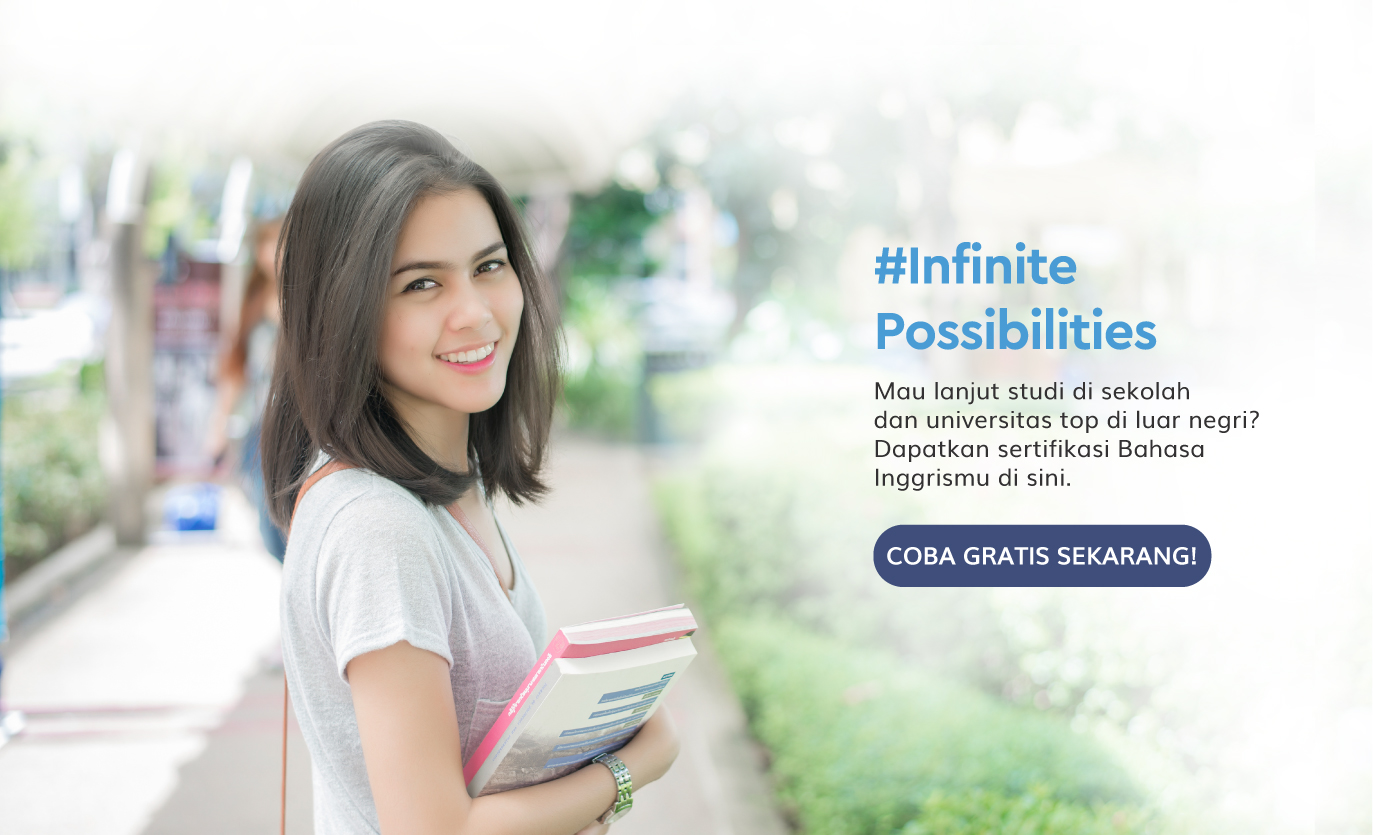 #Infinite
Possibilities
Mau lanjut studi di sekolah
dan universitas top di luar negri?
Dapatkan sertifikasi Bahasa
Inggrismu di sini.
COBA GRATIS SEKARANG!